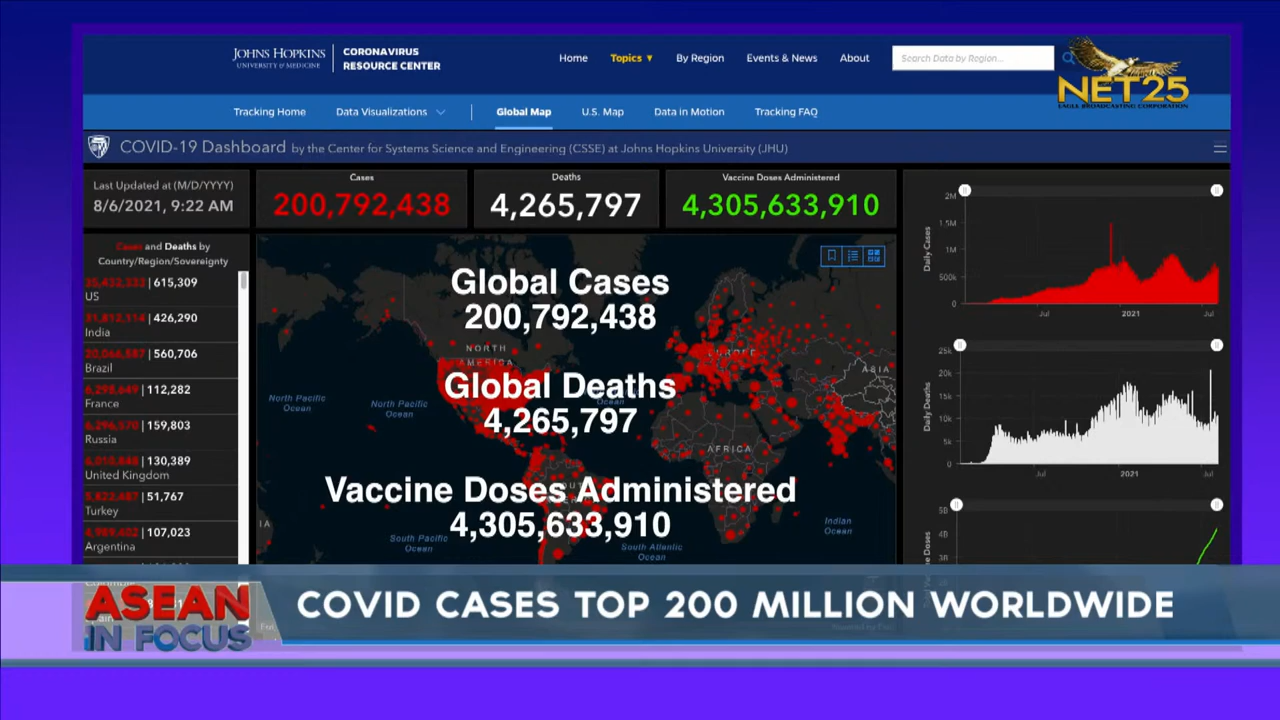 JOHNS HOPKINS
UNIVERSITY & MEDICINE
CORONAVIRUS
RESOURCE CENTER
Home
Topics
By Region
Events & News
About
Search Data by Region...
NET25
EAGLE BROADCASTING CORPORATION
Tracking Home
Data Visualizations
Global Map
U.S. Map
Data in Motion
Tracking FAQ
COVID-19 Dashboard by the Center for Systems Science and Engineering (CSSE) at Johns Hopkins University (JHU)
Last Updated at (M/D/YYYY)
8/6/2021, 9:22 AM
Cases
200,792,438
Deaths
4,265,797
Vaccine Doses Administered
4,305,633,910
Cases and Deaths by
Country/Region/Sovereignty
| 615,309
US
| 426,290
India
| 560,706
Brazil
| 112,282
France
| 159,803
Russia
| 130,389
United Kingdom
| 51,767
Turkey
| 107,023
Argentina
Global Cases
200,792,438
Global Deaths
4,265,797
Vaccine Doses Administered
4,305,633,910
NORTH
AMERICA
EUROPE
ASIA
AFRICA
North Pacific
Ocean
North Pacific
Ocean
Ocean
South Pacific
Ocean
South Atlantic
Ocean
Indian
Ocean
Daily Cases
2M
1.5M
1M
500k
0
Jul
2021
Jul
Daily Deaths
25k
20k
15k
10k
5k
0
Jul
2021
Jul
5B
4B
3B
Doses
ASEAN
IN FOCUS
COVID CASES TOP 200 MILLION WORLDWIDE